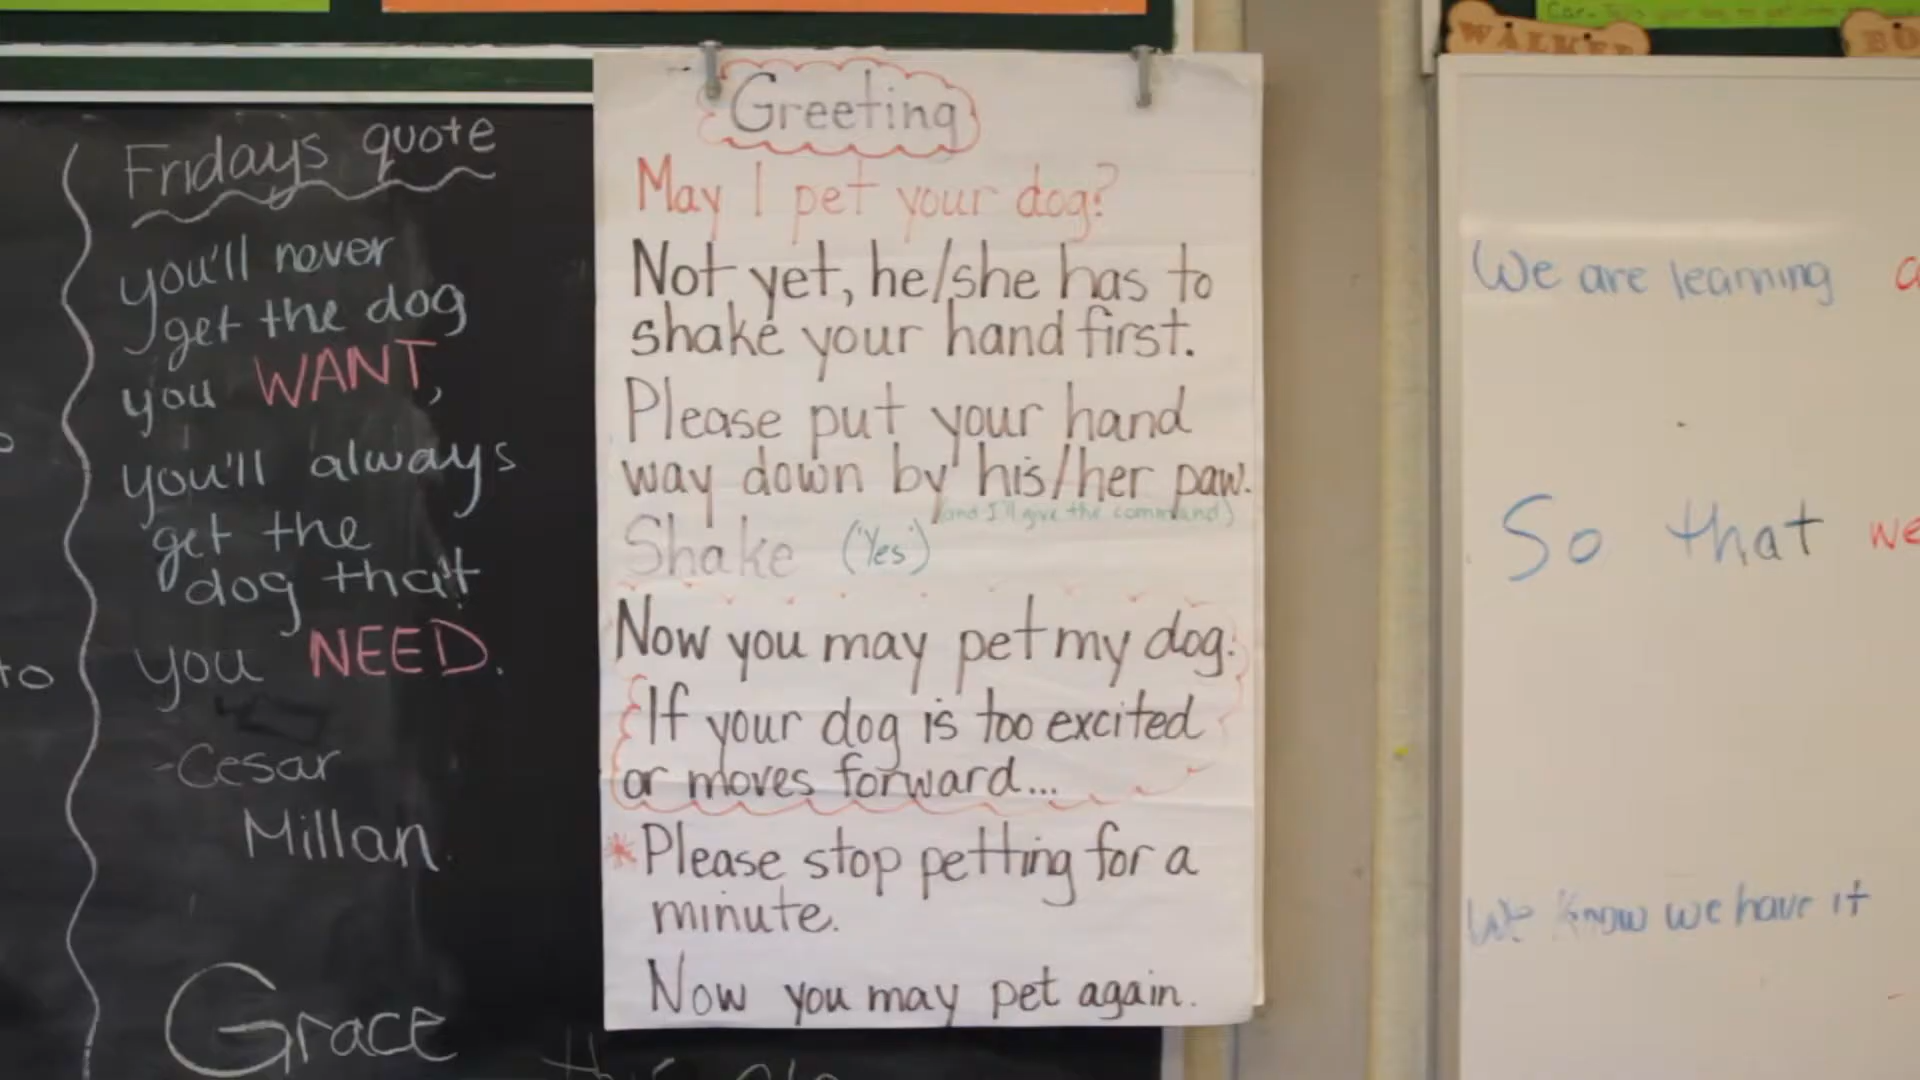 Fridays quote
you'll never
get the dog
you WANT,
you'll always
get the
dog that
you NEED.
-Cesar
Millan.
Grace
to
Greeting
May I pet your dog?
Not yet, he/she has to
shake your hand first.
Please put your hand
way down by his/her paw.
(and I'll give the command)
Shake ("Yes")
Now you may pet my dog.
If your dog is too excited
or moves forward...
*Please stop petting for a
minute.
Now you may pet again.
WALKER
BO
We are learning
So that we
We know we have it